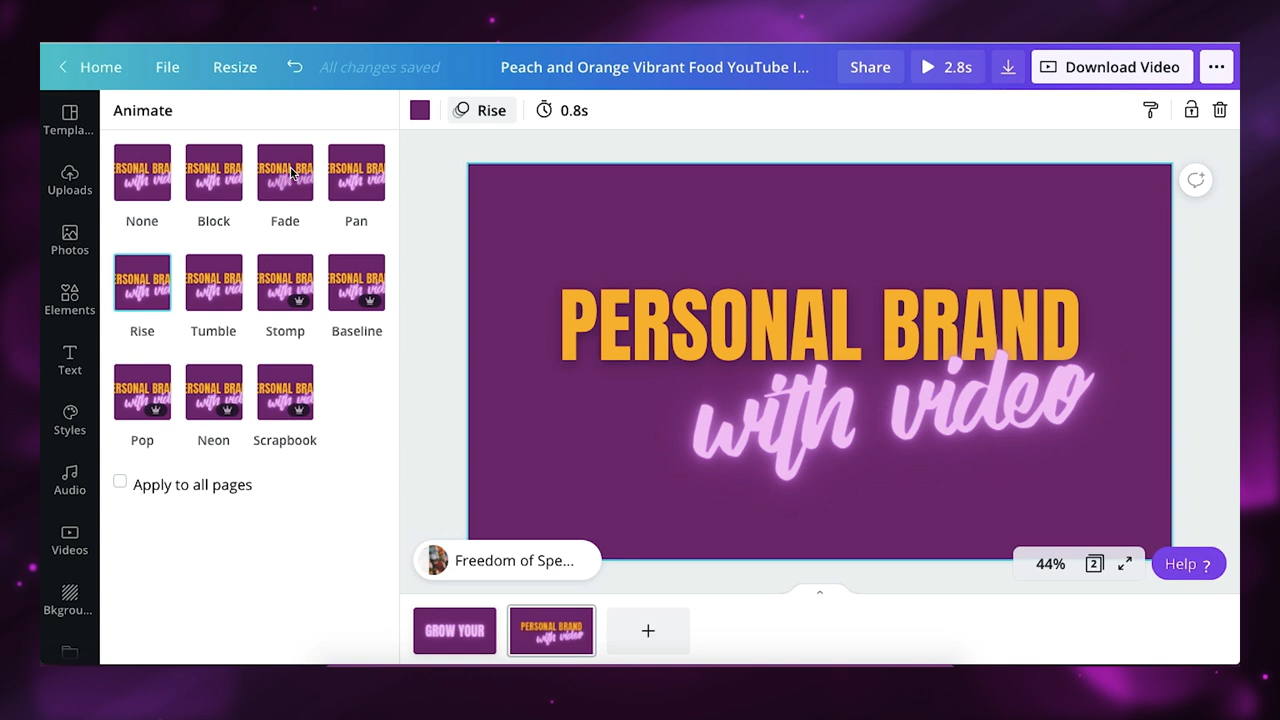 Home File Resize All changes saved Peach and Orange Vibrant Food YouTube I... Share 2.8s Download Video
Templa...
Uploads
Photos
Elements
Text
Styles
Audio
Videos
Bkgrou...
Animate
None Block Fade Pan
Rise Tumble Stomp Baseline
Pop Neon Scrapbook
Apply to all pages
Rise 0.8s
PERSONAL BRAND
with video
Freedom of Spe...
44% 2 Help ?
GROW YOUR
PERSONAL BRAND
with video